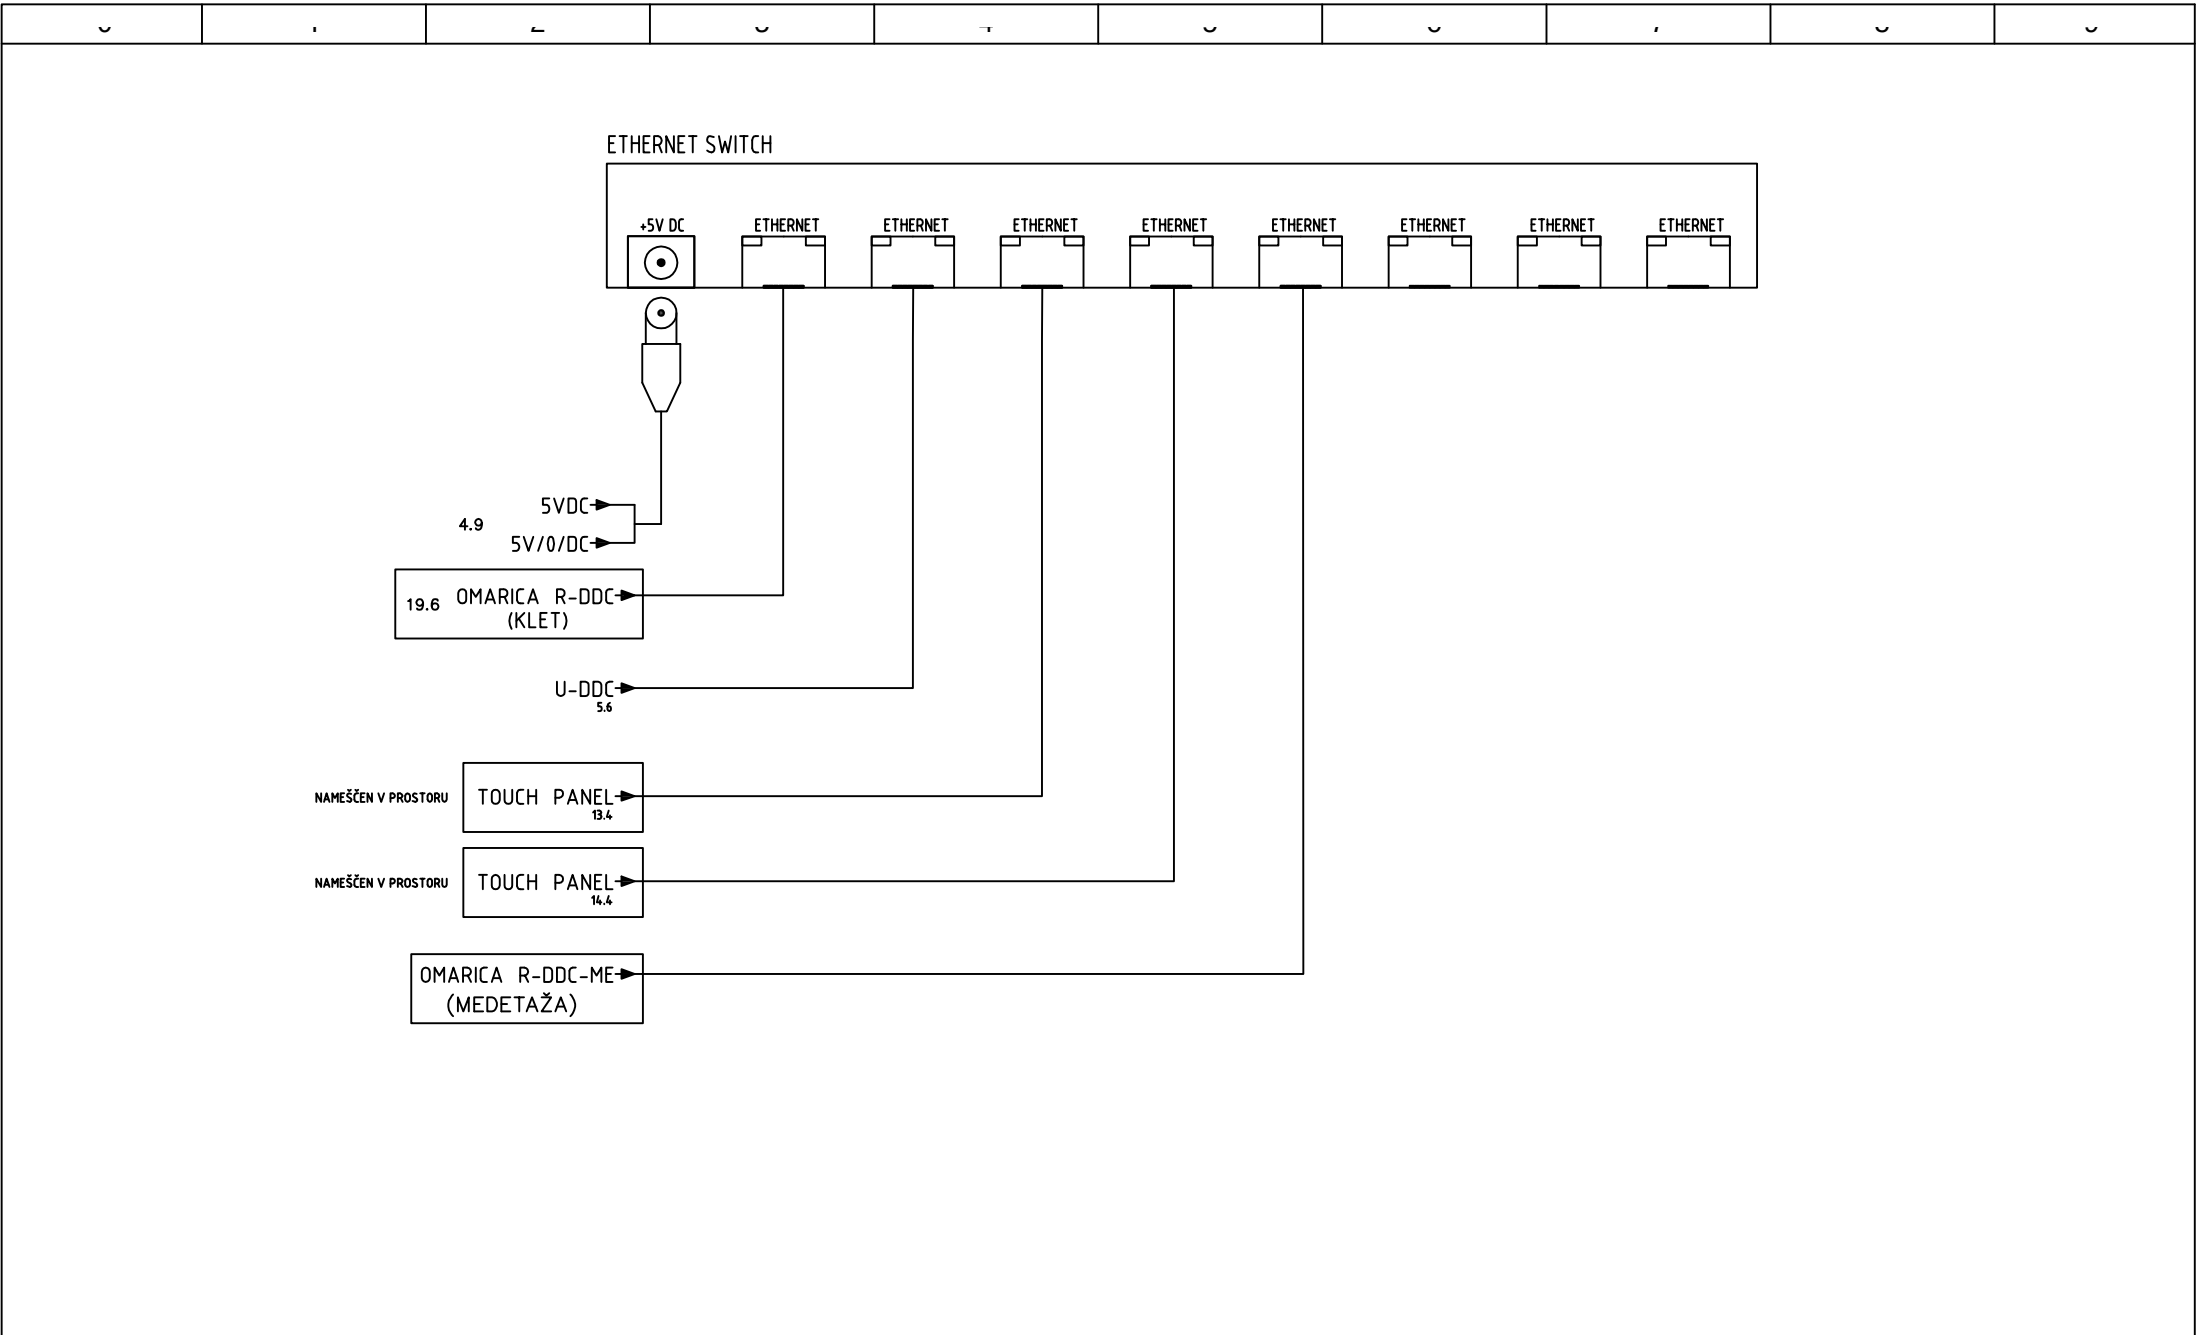 ETHERNET SWITCH
+5V DC
ETHERNET
ETHERNET
ETHERNET
ETHERNET
ETHERNET
ETHERNET
ETHERNET
ETHERNET
5VDC
4.9
5V/0/DC
19.6 OMARICA R-DDC
(KLET)
U-DDC
5.6
NAMEŠČEN V PROSTORU TOUCH PANEL
13.4
NAMEŠČEN V PROSTORU TOUCH PANEL
14.4
OMARICA R-DDC-ME
(MEDETAŽA)